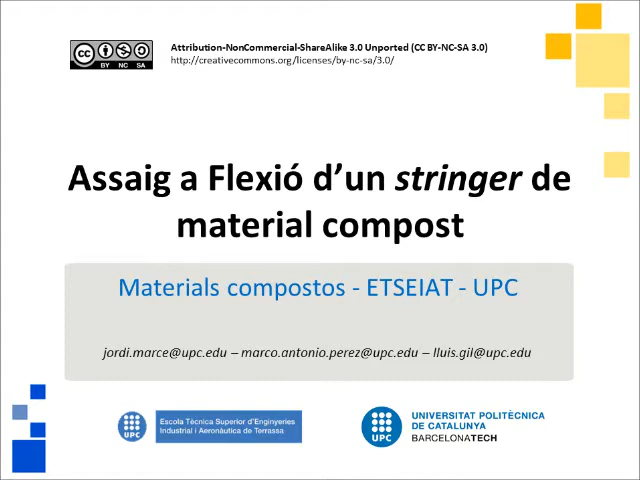 Attribution-NonCommercial-ShareAlike 3.0 Unported (CC BY-NC-SA 3.0)
http://creativecommons.org/licenses/by-nc-sa/3.0/
cc
BY NC SA
Assaig a Flexió d’un stringer de
material compost
Materials compostos - ETSEIAT - UPC
jordi.marce@upc.edu – marco.antonio.perez@upc.edu – lluis.gil@upc.edu
UPC
Escola Tècnica Superior d'Enginyeries
Industrial i Aeronàutica de Terrassa
UPC
UNIVERSITAT POLITÈCNICA
DE CATALUNYA
BARCELONATECH